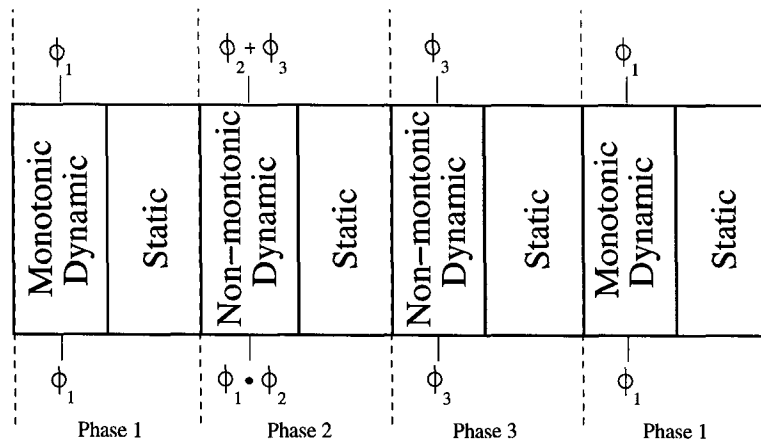 ϕ1 ϕ2 + ϕ3 ϕ3 ϕ1
Monotonic
Dynamic
Static
Non-montonic
Dynamic
Static
Non-montonic
Dynamic
Static
Monotonic
Dynamic
Static
ϕ1 ϕ1 • ϕ2 ϕ3 ϕ1
Phase 1 Phase 2 Phase 3 Phase 1